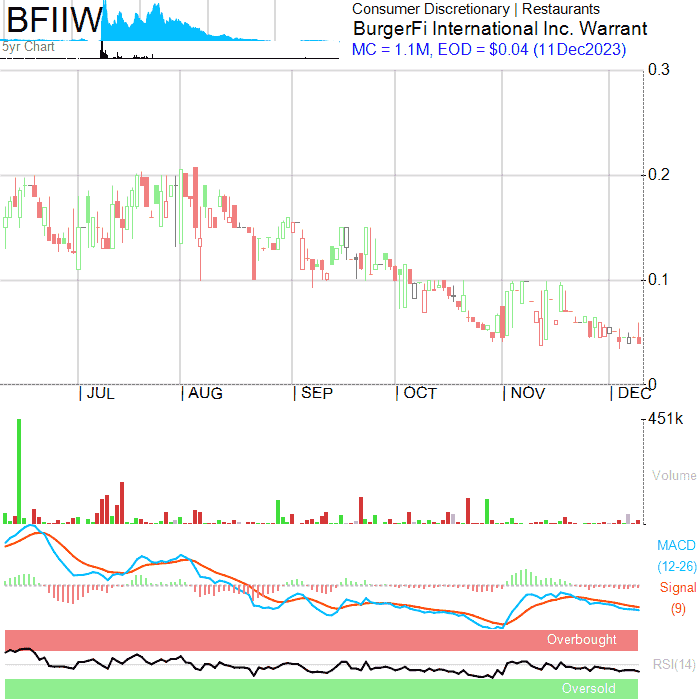 BFIIW
5yr Chart
Consumer Discretionary | Restaurants
BurgerFi International Inc. Warrant
MC = 1.1M, EOD = $0.04 (11Dec2023)
0.3
0.2
0.1
0
| JUL | AUG | SEP | OCT | NOV | DEC
451k
Volume
MACD
(12-26)
Signal
(9)
Overbought
RSI(14)
Oversold